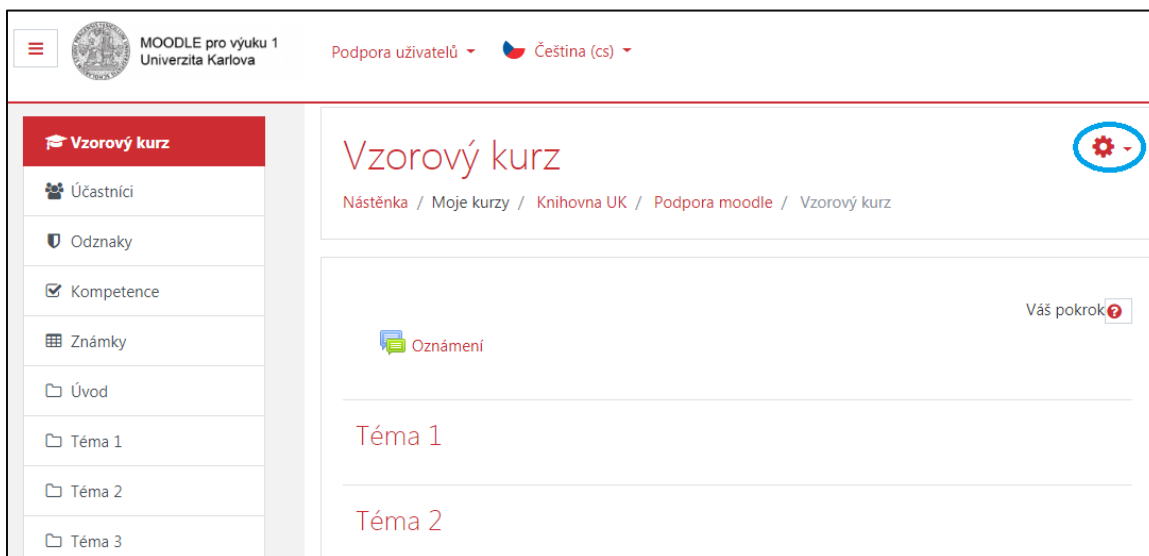 MOODLE pro výuku 1
Univerzita Karlova
Podpora uživatelů
Čeština (cs)
Vzorový kurz
Účastníci
Odznaky
Kompetence
Známky
Úvod
Téma 1
Téma 2
Téma 3
Vzorový kurz
Nástěnka / Moje kurzy / Knihovna UK / Podpora moodle / Vzorový kurz
Váš pokrok
Oznámení
Téma 1
Téma 2